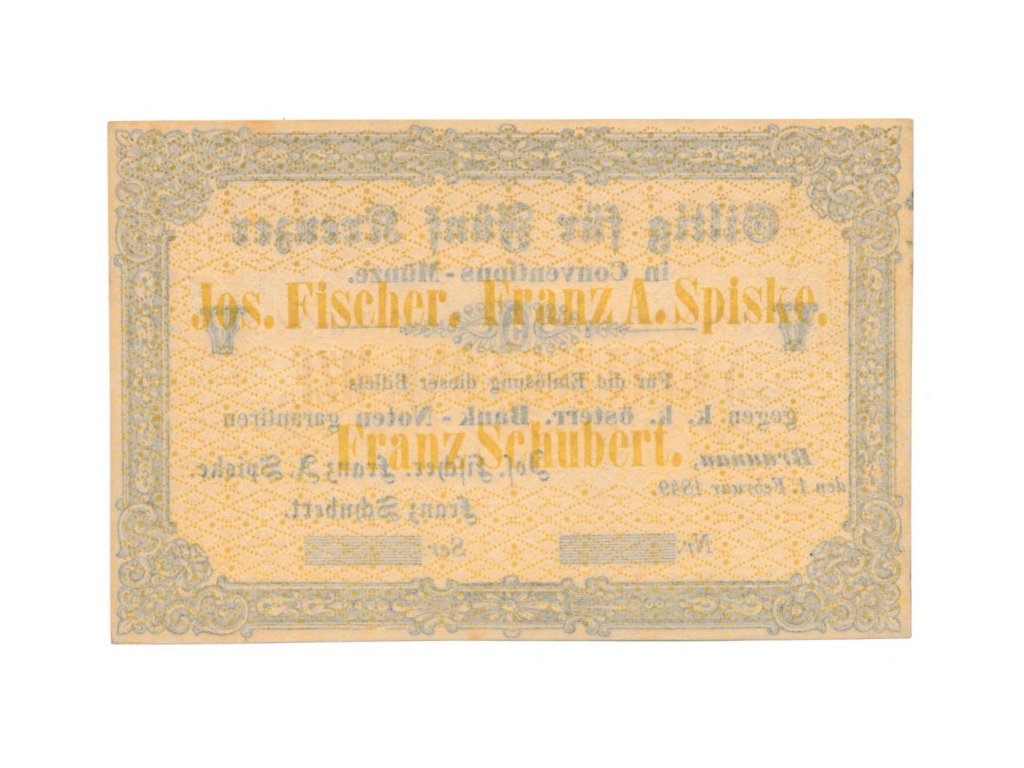 Giltig für Fünf Kreuzer
in Conventions-Münze.
Jos. Fischer. Franz A. Spiske.
V 5 V
Für die Einlösung dieser Billets
gegen k. k. österr. Bank-Noten garantiren
Franz Schubert.
Braunau,
den 1. Februar 1849.
Jos. Fischer. Franz A. Spiske.
Franz Schubert.
Nr. Ser.